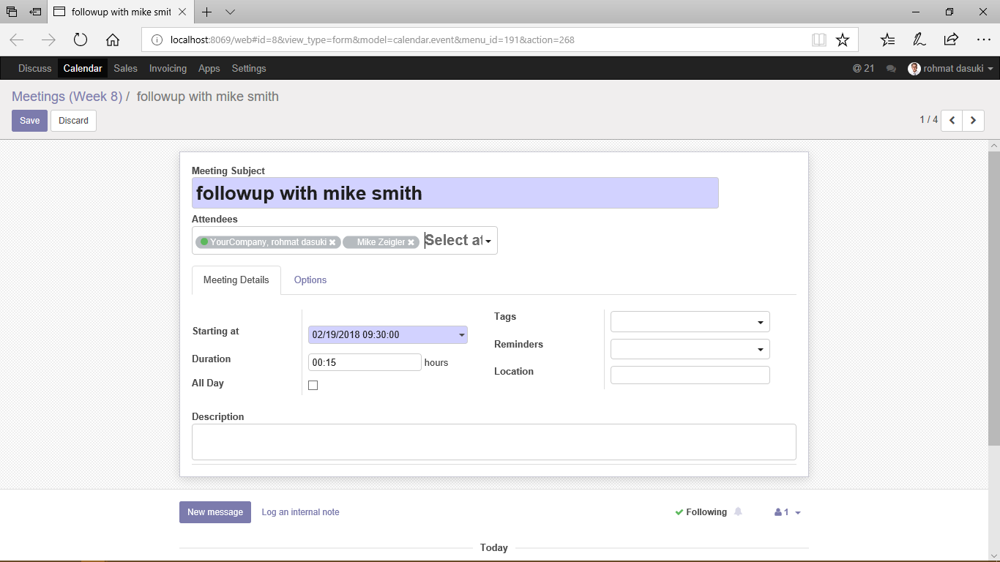 followup with mike smit
localhost:8069/web#id=8&view_type=form&model=calendar.event&menu_id=191&action=268
Discuss Calendar Sales Invoicing Apps Settings @ 21 rohmat dasuki
Meetings (Week 8) / followup with mike smith
Save Discard 1 / 4
Meeting Subject
followup with mike smith
Attendees
YourCompany, rohmat dasuki Mike Zeigler Select at
Meeting Details Options
Tags
Starting at 02/19/2018 09:30:00
Reminders
Duration 00:15 hours
Location
All Day
Description
New message Log an internal note Following 1
Today